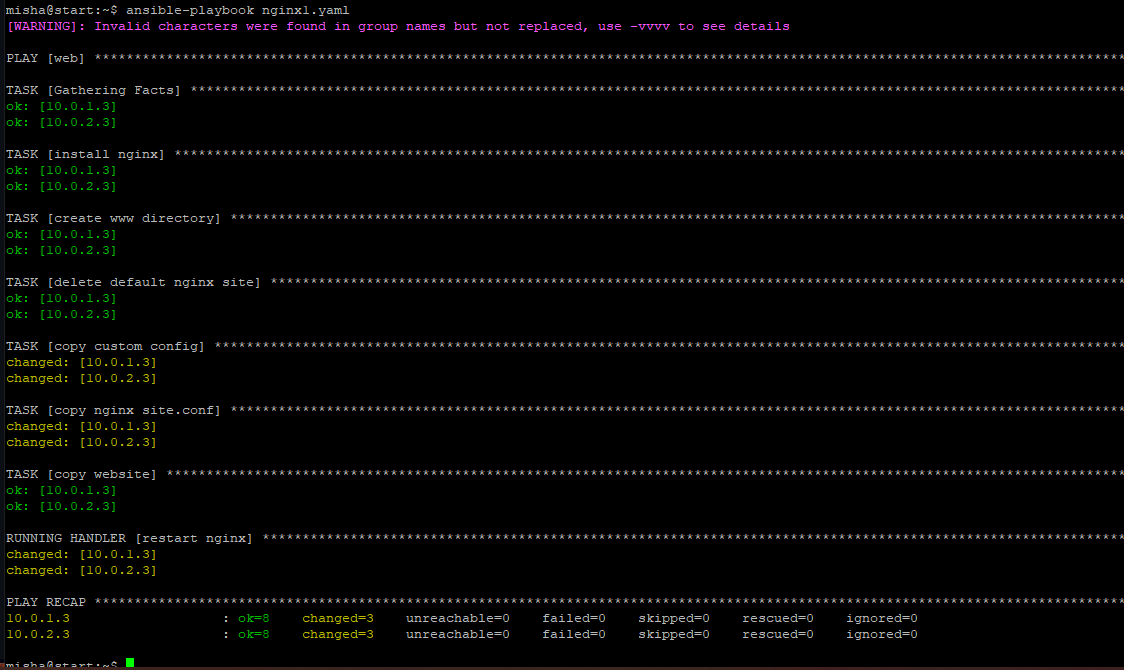 misha@start:~$ ansible-playbook nginx1.yaml
[WARNING]: Invalid characters were found in group names but not replaced, use -vvvv to see details
PLAY [web] *******************************************************************************************************************************
TASK [Gathering Facts] *******************************************************************************************************************
ok: [10.0.1.3]
ok: [10.0.2.3]
TASK [install nginx] *********************************************************************************************************************
ok: [10.0.1.3]
ok: [10.0.2.3]
TASK [create www directory] **************************************************************************************************************
ok: [10.0.1.3]
ok: [10.0.2.3]
TASK [delete default nginx site] *********************************************************************************************************
ok: [10.0.1.3]
ok: [10.0.2.3]
TASK [copy custom config] ****************************************************************************************************************
changed: [10.0.1.3]
changed: [10.0.2.3]
TASK [copy nginx site.conf] **************************************************************************************************************
changed: [10.0.1.3]
changed: [10.0.2.3]
TASK [copy website] **********************************************************************************************************************
ok: [10.0.1.3]
ok: [10.0.2.3]
RUNNING HANDLER [restart nginx] **********************************************************************************************************
changed: [10.0.1.3]
changed: [10.0.2.3]
PLAY RECAP *******************************************************************************************************************************
10.0.1.3 : ok=8 changed=3 unreachable=0 failed=0 skipped=0 rescued=0 ignored=0
10.0.2.3 : ok=8 changed=3 unreachable=0 failed=0 skipped=0 rescued=0 ignored=0
misha@start:~$